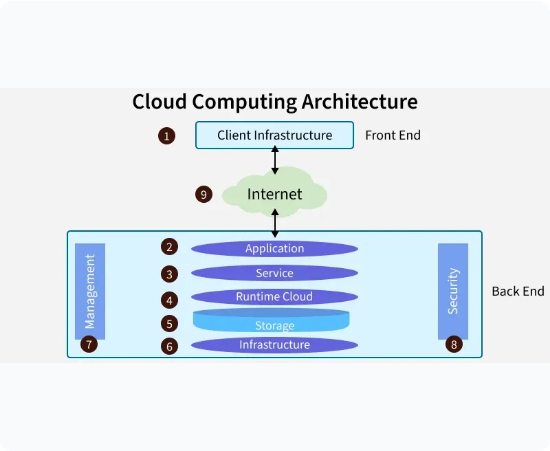 Cloud Computing Architecture
1 Client Infrastructure Front End
9 Internet
2 Application
3 Service
4 Runtime Cloud
5 Storage
6 Infrastructure
Management
7
Security
8
Back End